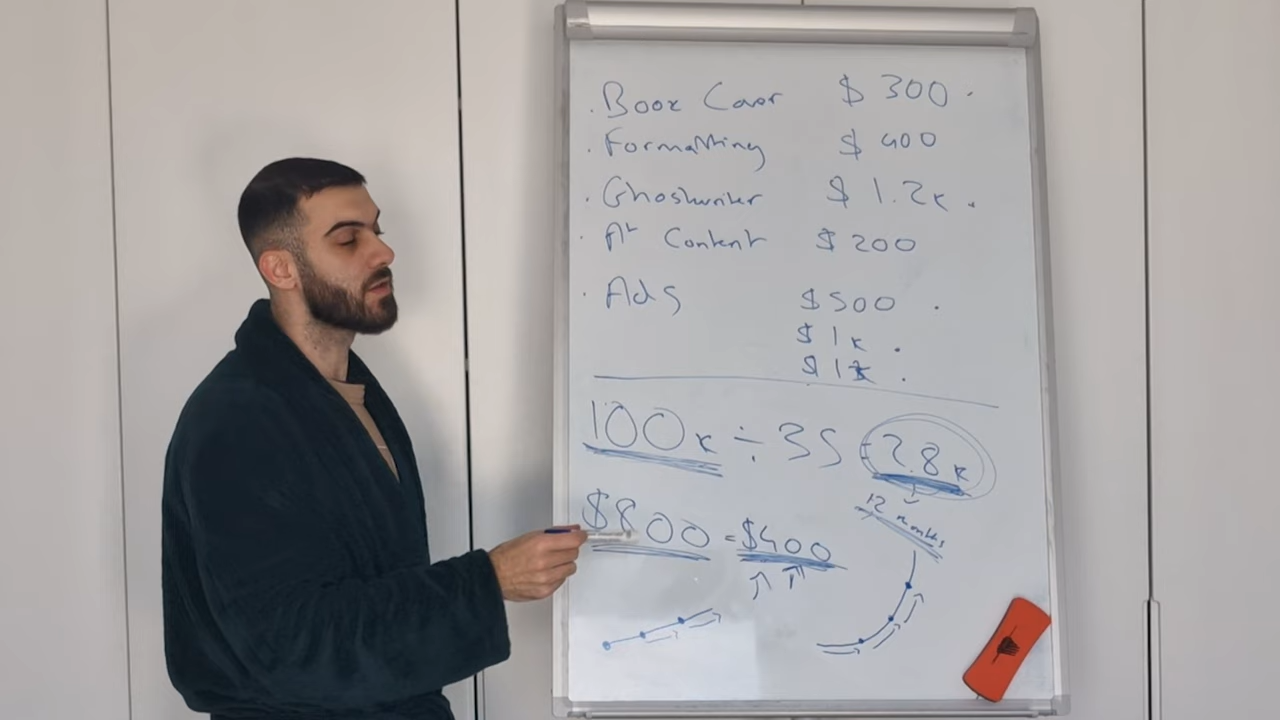 · Book Cover $ 300 .
· Formatting $ 400
· Ghostwriter $ 1.2k .
· A+ Content $ 200
· Ads $500 .
$ 1k .
$ 1k .
100k ÷ 35 = 2.8k
12 months
$800 = $400